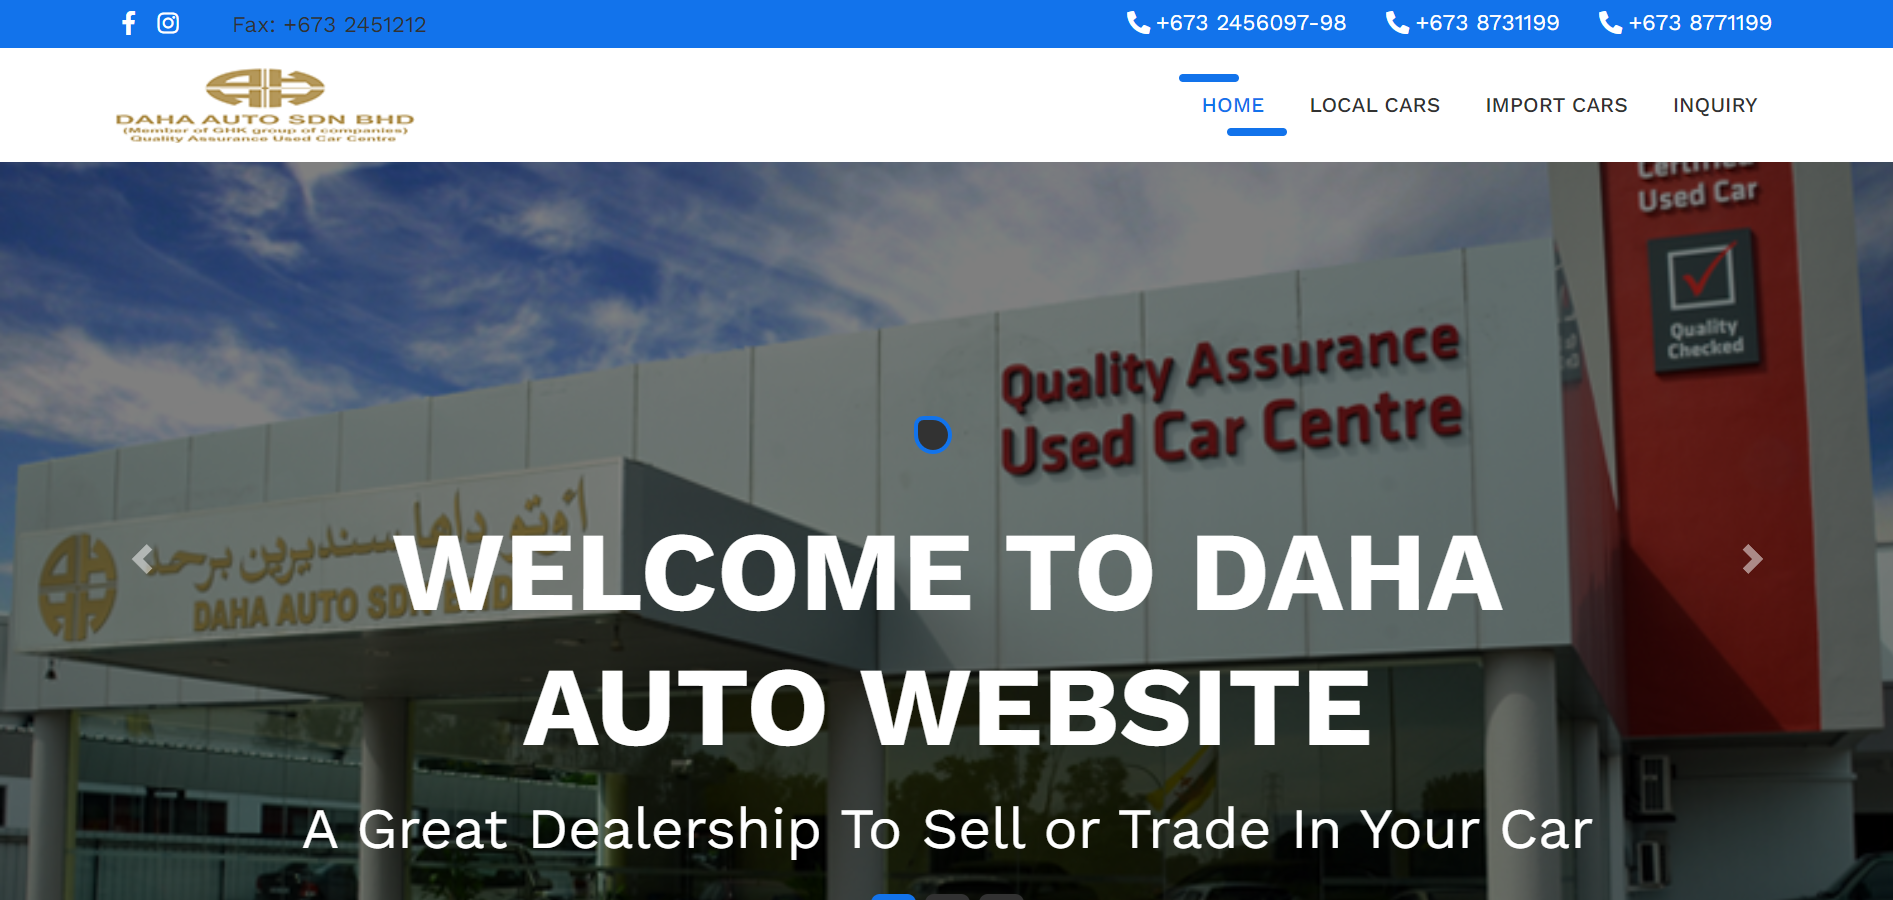 Fax: +673 2451212
+673 2456097-98
+673 8731199
+673 8771199
DAHA AUTO SDN BHD
(Member of GHK group of companies)
Quality Assurance Used Car Centre
HOME
LOCAL CARS
IMPORT CARS
INQUIRY
Certified
Used Car
Quality
Checked
Quality Assurance
Used Car Centre
اوتو داها سنديرين برحد
DAHA AUTO SDN BHD
WELCOME TO DAHA
AUTO WEBSITE
A Great Dealership To Sell or Trade In Your Car